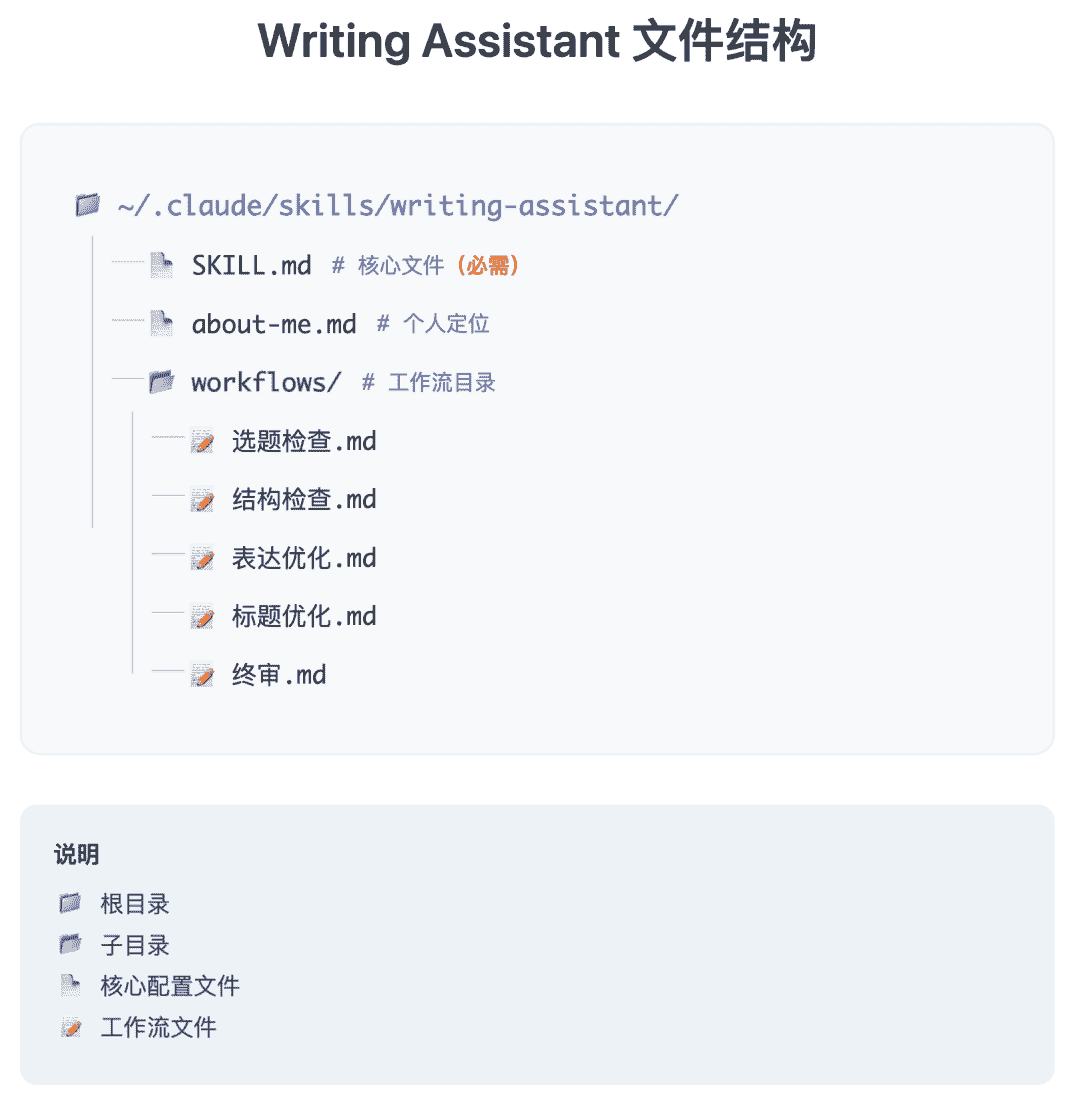 Writing Assistant 文件结构
~/.claude/skills/writing-assistant/
SKILL.md # 核心文件 (必需)
about-me.md # 个人定位
workflows/ # 工作流目录
选题检查.md
结构检查.md
表达优化.md
标题优化.md
终审.md
说明
根目录
子目录
核心配置文件
工作流文件